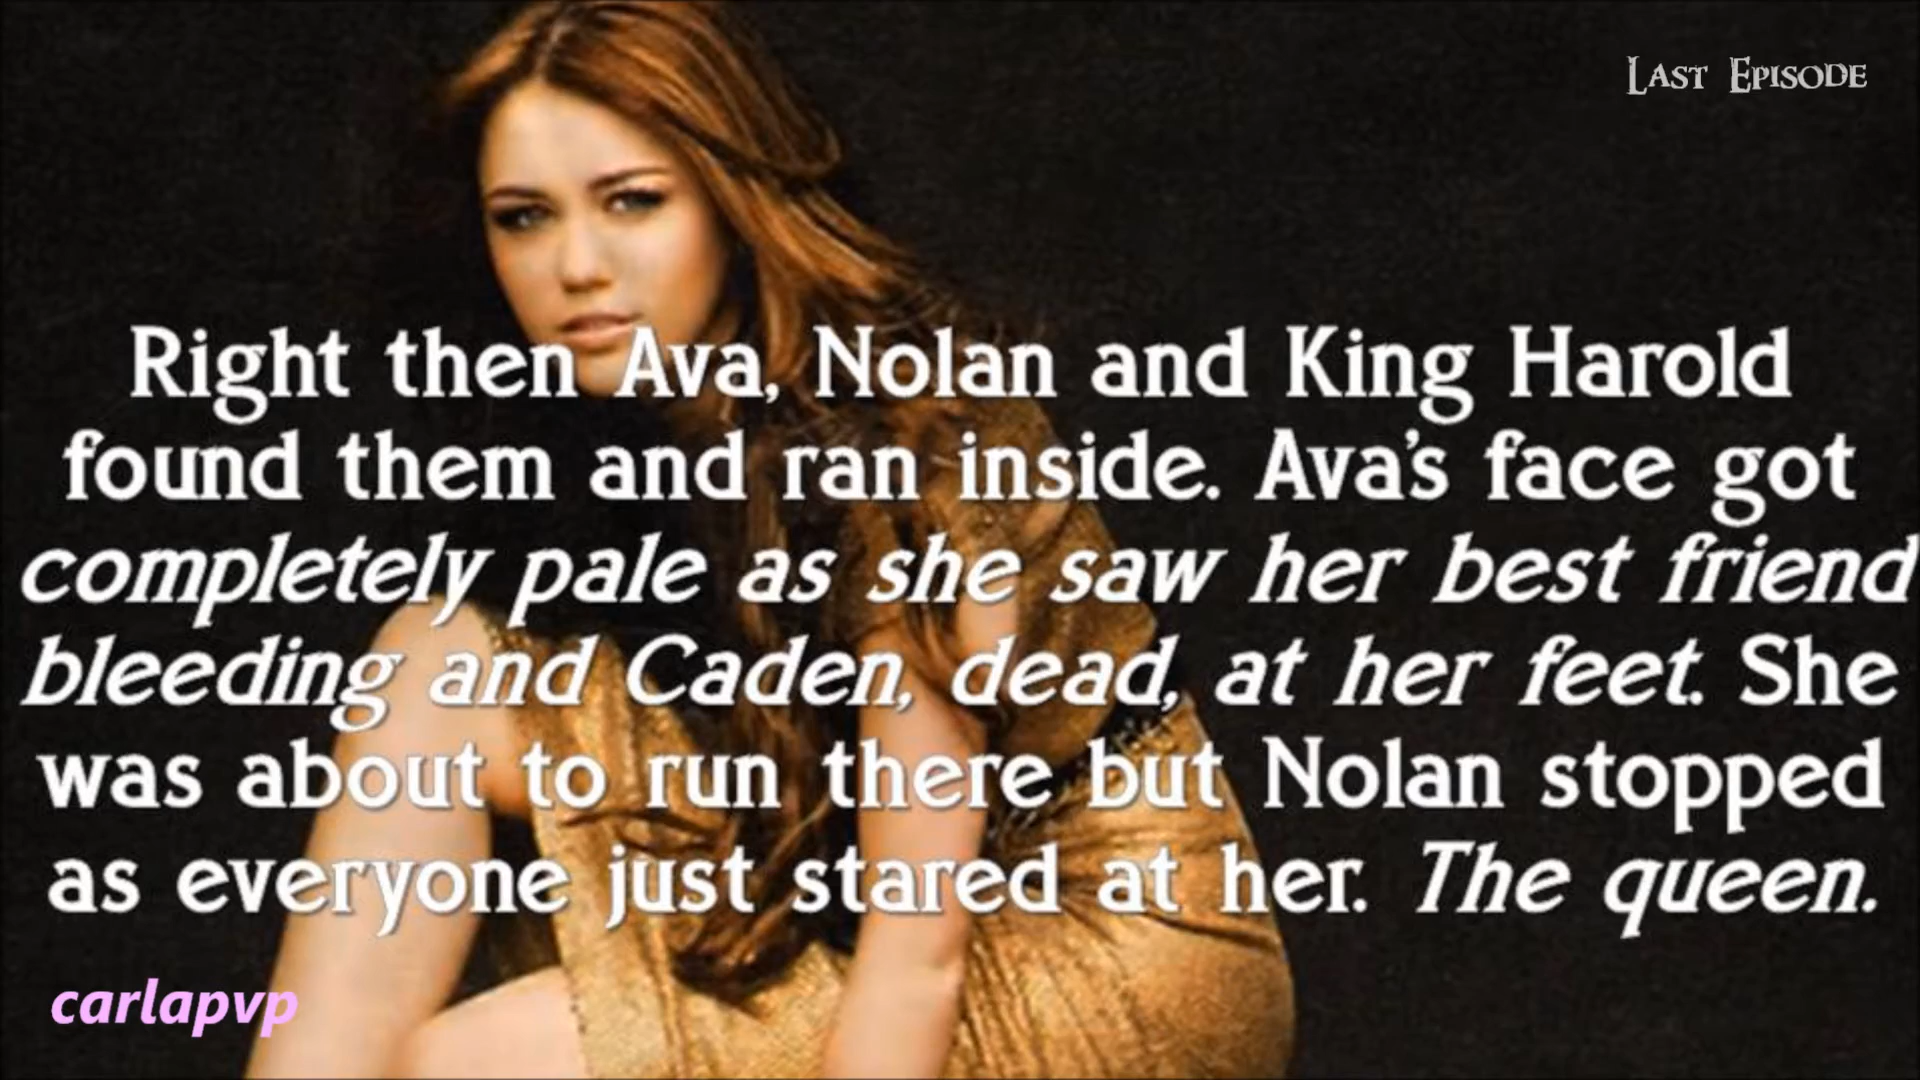 Last Episode
Right then Ava, Nolan and King Harold
found them and ran inside. Ava's face got
completely pale as she saw her best friend
bleeding and Caden, dead, at her feet. She
was about to run there but Nolan stopped
as everyone just stared at her. The queen.
carlapvp